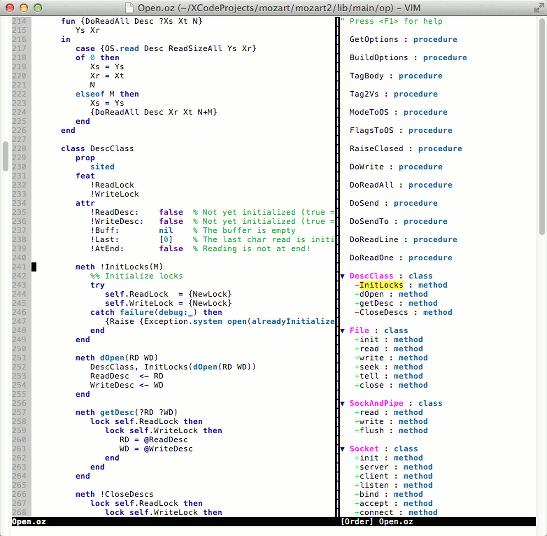 Open.oz (~/XCodeProjects/mozart/mozart2/lib/main/op) – VIM
214 fun {DoReadAll Desc ?Xs Xt N}
215 Ys Xr
216 in
217 case {OS.read Desc ReadSizeAll Ys Xr}
218 of 0 then
219 Xs = Ys
220 Xr = Xt
221 N
222 elseof M then
223 Xs = Ys
224 {DoReadAll Desc Xr Xt N+M}
225 end
226 end
227
228 class DescClass
229 prop
230 sited
231 feat
232 !ReadLock
233 !WriteLock
234 attr
235 !ReadDesc: false % Not yet initialized (true =
236 !WriteDesc: false % Not yet initialized (true =
237 !Buff: nil % The buffer is empty
238 !Last: [0] % The last char read is initi
239 !AtEnd: false % Reading is not at end!
240
241 meth !InitLocks(M)
242 %% Initialize locks
243 try
244 self.ReadLock = {NewLock}
245 self.WriteLock = {NewLock}
246 catch failure(debug:_) then
247 {Raise {Exception.system open(alreadyInitialize
248 end
249 end
250
251 meth dOpen(RD WD)
252 DescClass, InitLocks(dOpen(RD WD))
253 ReadDesc <- RD
254 WriteDesc <- WD
255 end
256
257 meth getDesc(?RD ?WD)
258 lock self.ReadLock then
259 lock self.WriteLock then
260 RD = @ReadDesc
261 WD = @WriteDesc
262 end
263 end
264 end
265
266 meth !CloseDescs
267 lock self.ReadLock then
268 lock self.WriteLock then
Open.oz
" Press <F1> for help
GetOptions : procedure
BuildOptions : procedure
TagBody : procedure
Tag2Vs : procedure
ModeToOS : procedure
FlagsToOS : procedure
RaiseClosed : procedure
DoWrite : procedure
DoReadAll : procedure
DoSend : procedure
DoSendTo : procedure
DoReadLine : procedure
DoReadOne : procedure
▼ DescClass : class
-InitLocks : method
+dOpen : method
+getDesc : method
-CloseDescs : method
▼ File : class
+init : method
+read : method
+write : method
+seek : method
+tell : method
+close : method
▼ SockAndPipe : class
+read : method
+write : method
+flush : method
▼ Socket : class
+init : method
+server : method
+client : method
+listen : method
+bind : method
+accept : method
+connect : method
[Order] Open.oz